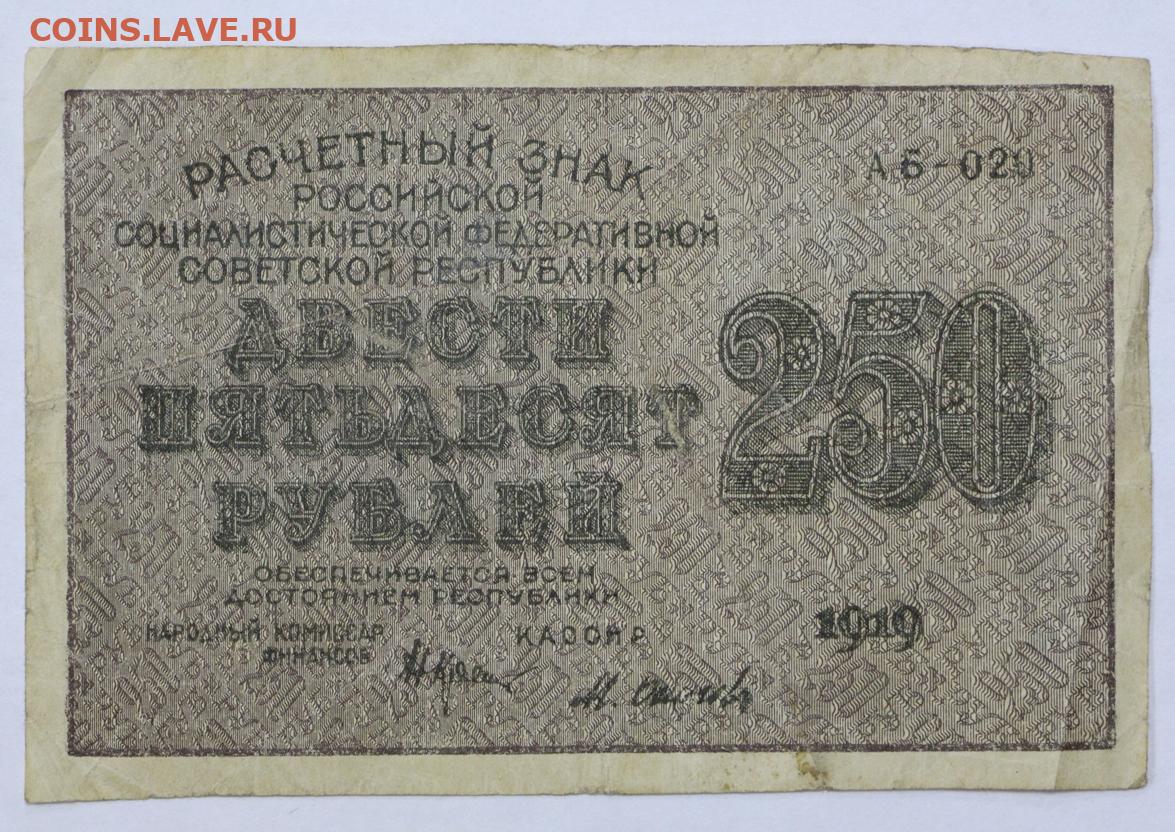 COINS.LAVE.RU
РАСЧЕТНЫЙ ЗНАК
АБ-020
РОССИЙСКОЙ
СОЦИАЛИСТИЧЕСКОЙ ФЕДЕРАТИВНОЙ
СОВЕТСКОЙ РЕСПУБЛИКИ
ДВЕСТИ
ПЯТЬДЕСЯТ
РУБЛЕЙ
250
ОБЕСПЕЧИВАЕТСЯ ВСЕМ
ДОСТОЯНИЕМ РЕСПУБЛИКИ
НАРОДНЫЙ КОМИССАР
ФИНАНСОВ
КАССИР
1919